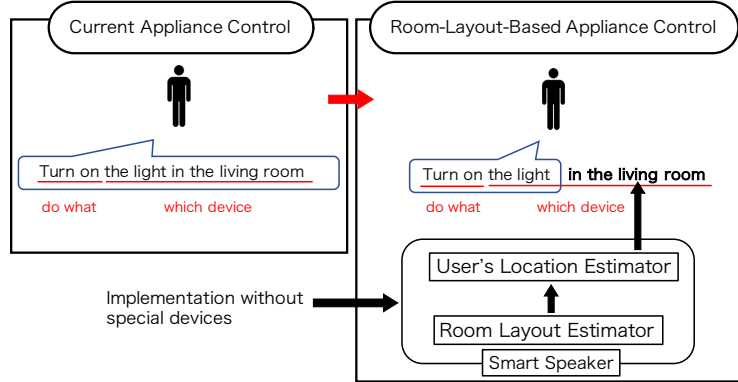 Current Appliance Control
Turn on the light in the living room
do what
which device
Room-Layout-Based Appliance Control
Turn on the light in the living room
do what
which device
User's Location Estimator
Implementation without
special devices
Room Layout Estimator
Smart Speaker